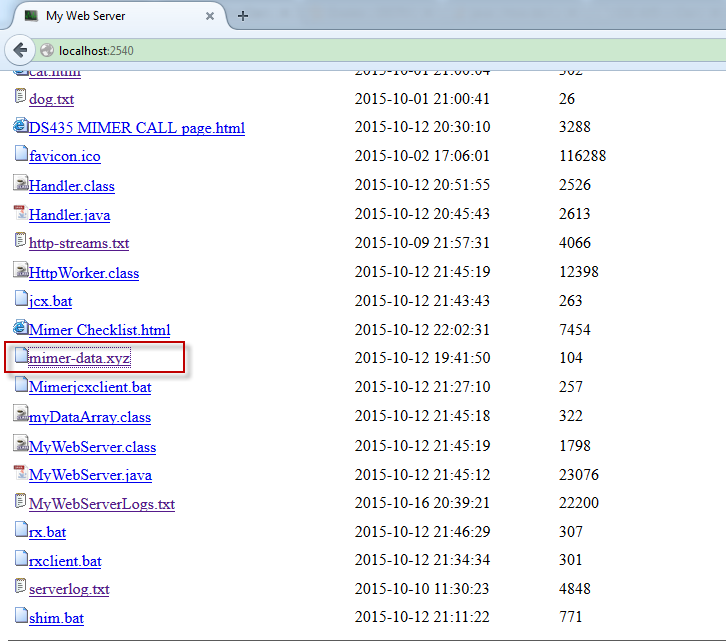 My Web Server
localhost:2540
cat.html 2015-10-01 21:00:04 302
dog.txt 2015-10-01 21:00:41 26
DS435 MIMER CALL page.html 2015-10-12 20:30:10 3288
favicon.ico 2015-10-02 17:06:01 116288
Handler.class 2015-10-12 20:51:55 2526
Handler.java 2015-10-12 20:45:43 2613
http-streams.txt 2015-10-09 21:57:31 4066
HttpWorker.class 2015-10-12 21:45:19 12398
jcx.bat 2015-10-12 21:43:43 263
Mimer Checklist.html 2015-10-12 22:02:31 7454
mimer-data.xyz 2015-10-12 19:41:50 104
Mimerjcxclient.bat 2015-10-12 21:27:10 257
myDataArray.class 2015-10-12 21:45:18 322
MyWebServer.class 2015-10-12 21:45:19 1798
MyWebServer.java 2015-10-12 21:45:12 23076
MyWebServerLogs.txt 2015-10-16 20:39:21 22200
rx.bat 2015-10-12 21:46:29 307
rxclient.bat 2015-10-12 21:34:34 301
serverlog.txt 2015-10-10 11:30:23 4848
shim.bat 2015-10-12 21:11:22 771